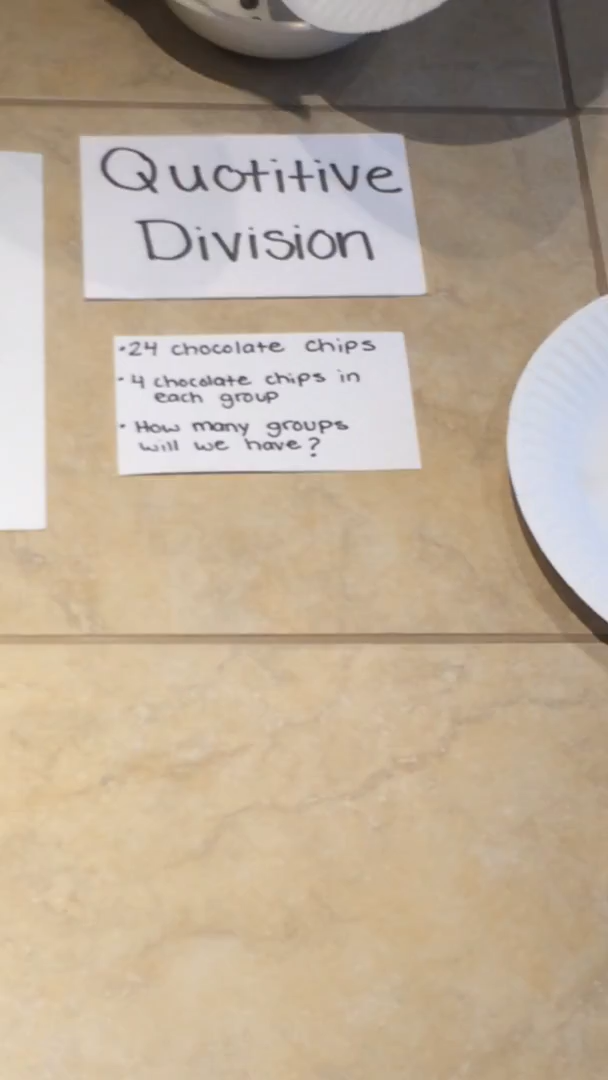 Quotitive
Division
•24 chocolate chips
•4 chocolate chips in
each group
•How many groups
will we have?